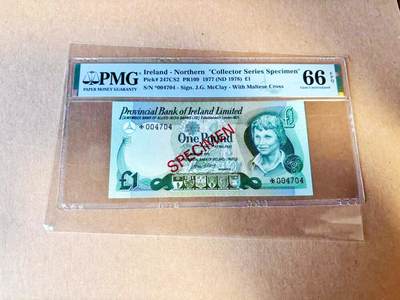 PMG
PAPER MONEY GUARANTY
Ireland - Northern "Collector Series Specimen"
Pick# 247CS2 PR109 1977 (ND 1978) £1
S/N *004704 - Sign. J.G. McClay - With Maltese Cross
66 EPQ
Provincial Bank of Ireland Limited
*004704
One Pound
SPECIMEN
£1
*004704